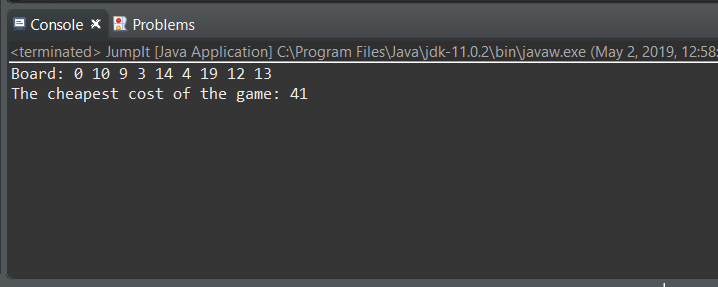 Console Problems
<terminated> JumpIt [Java Application] C:\Program Files\Java\jdk-11.0.2\bin\javaw.exe (May 2, 2019, 12:58:
Board: 0 10 9 3 14 4 19 12 13
The cheapest cost of the game: 41